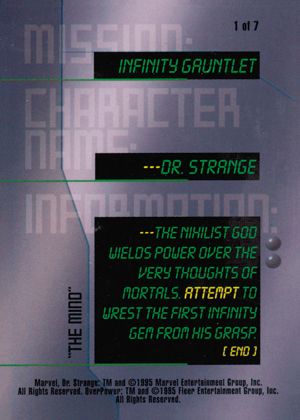 1 of 7
MISSION:
INFINITY GAUNTLET
CHARACTER
NAME:
---DR. STRANGE
INFORMATION:
---THE NIHILIST GOD
WIELDS POWER OVER THE
VERY THOUGHTS OF
MORTALS. ATTEMPT TO
WREST THE FIRST INFINITY
GEM FROM HIS GRASP.
[ END ]
"THE MIND"
Marvel, Dr. Strange: TM and ©1995 Marvel Entertainment Group, Inc.
All Rights Reserved. OverPower: TM and ©1995 Fleer Entertainment Group, Inc.
All Rights Reserved.